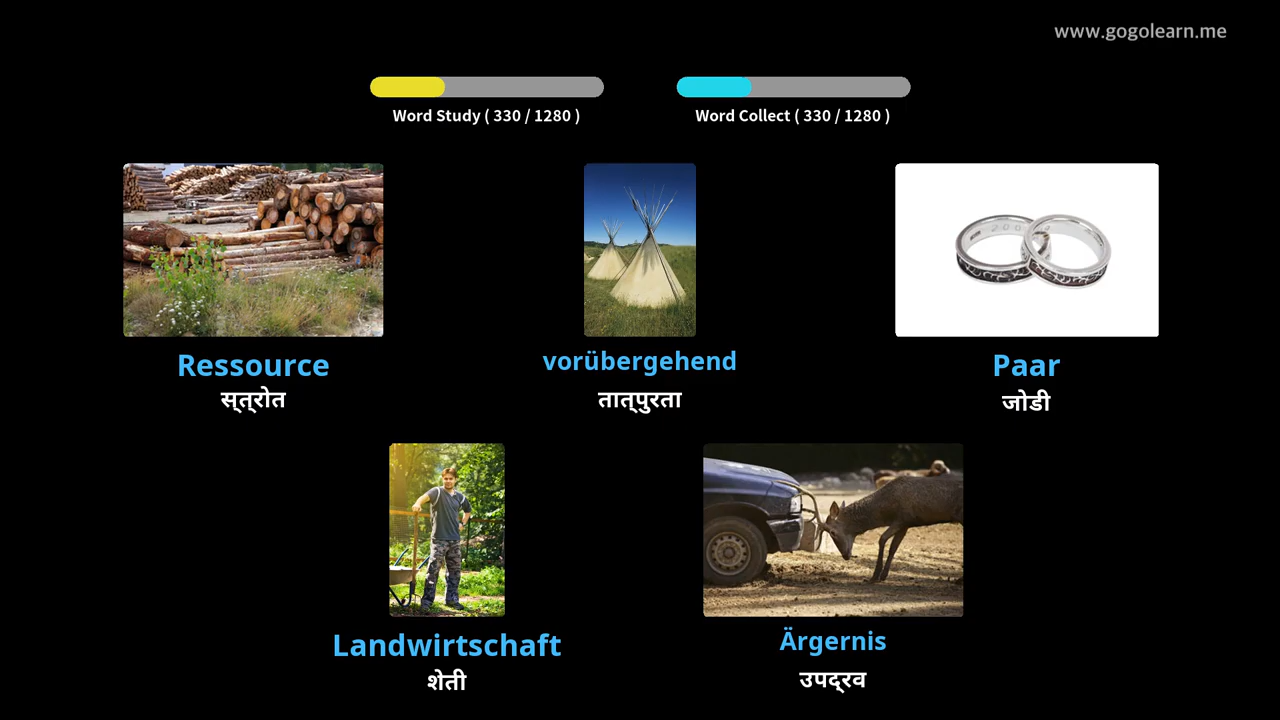 www.gogolearn.me
Word Study ( 330 / 1280 )
Word Collect ( 330 / 1280 )
Ressource
स्त्रोत
vorübergehend
तात्पुरता
Paar
जोडी
Landwirtschaft
शेती
Ärgernis
उपद्रव